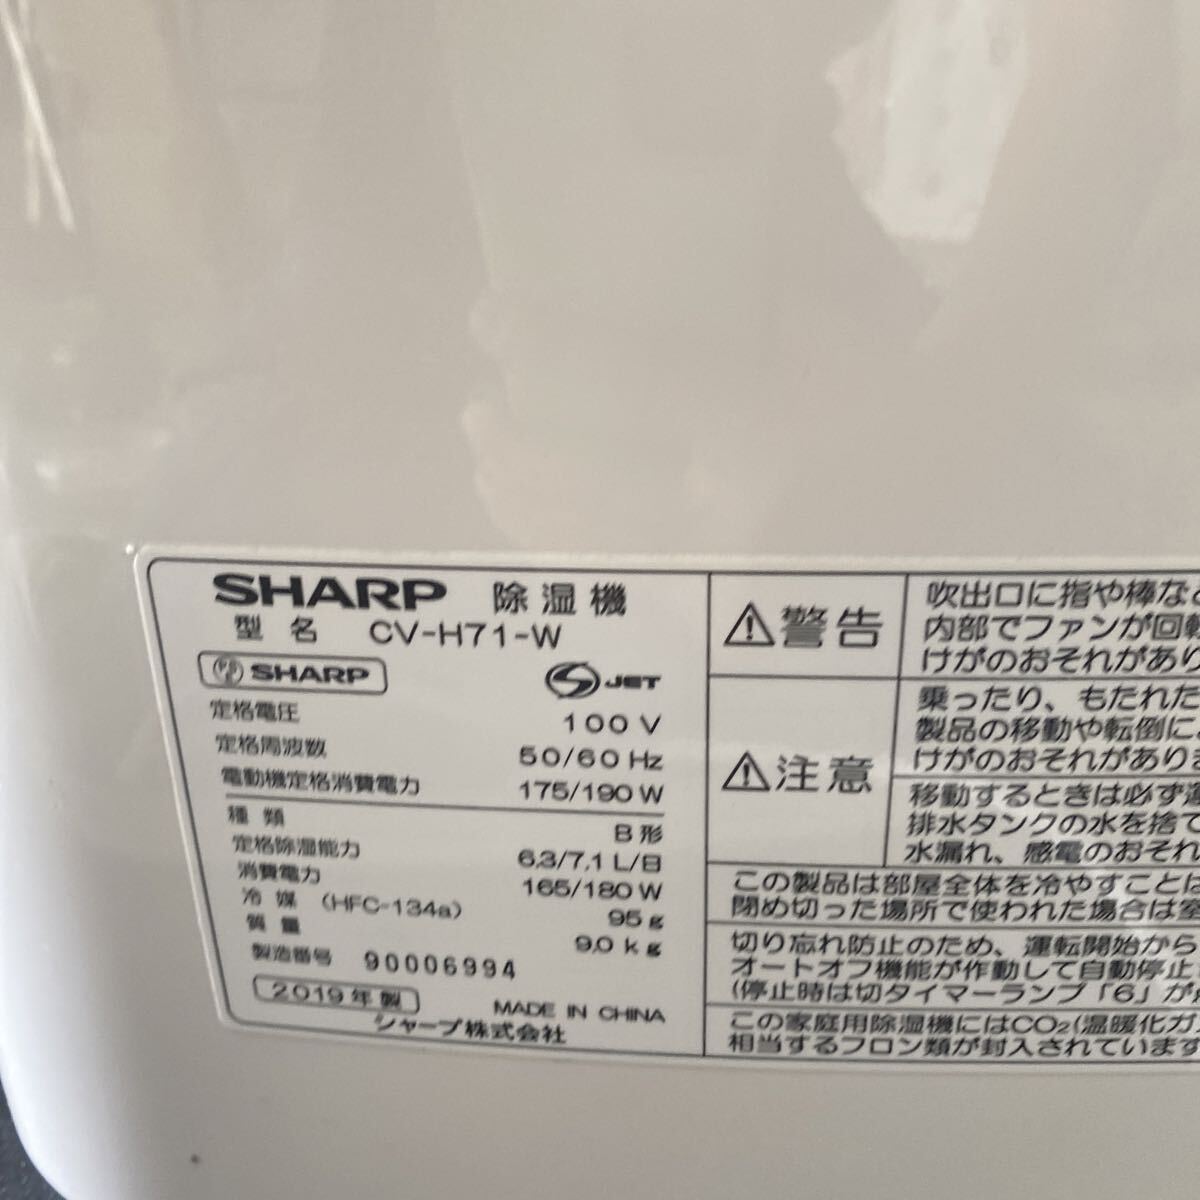 SHARP 除湿機
型名 CV-H71-W
PS SHARP
S JET
定格電圧 100 V
定格周波数 50/60 Hz
電動機定格消費電力 175/190 W
種類 B形
定格除湿能力 6.3/7.1 L/日
消費電力 165/180 W
冷媒 (HFC-134a) 95 g
質量 9.0 kg
製造番号 90006994
2019年製 MADE IN CHINA
シャープ株式会社
⚠警告
吹出口に指や棒など
内部でファンが回転
けがのおそれがあり
⚠注意
乗ったり、もたれた
製品の移動や転倒に
けがのおそれがありま
移動するときは必ず運
排水タンクの水を捨て
水漏れ、感電のおそれ
この製品は部屋全体を冷やすことは
閉め切った場所で使われた場合は室
切り忘れ防止のため、運転開始から
オートオフ機能が作動して自動停止
(停止時は切タイマーランプ「6」が点
この家庭用除湿機にはCO2(温暖化ガ
相当するフロン類が封入されています